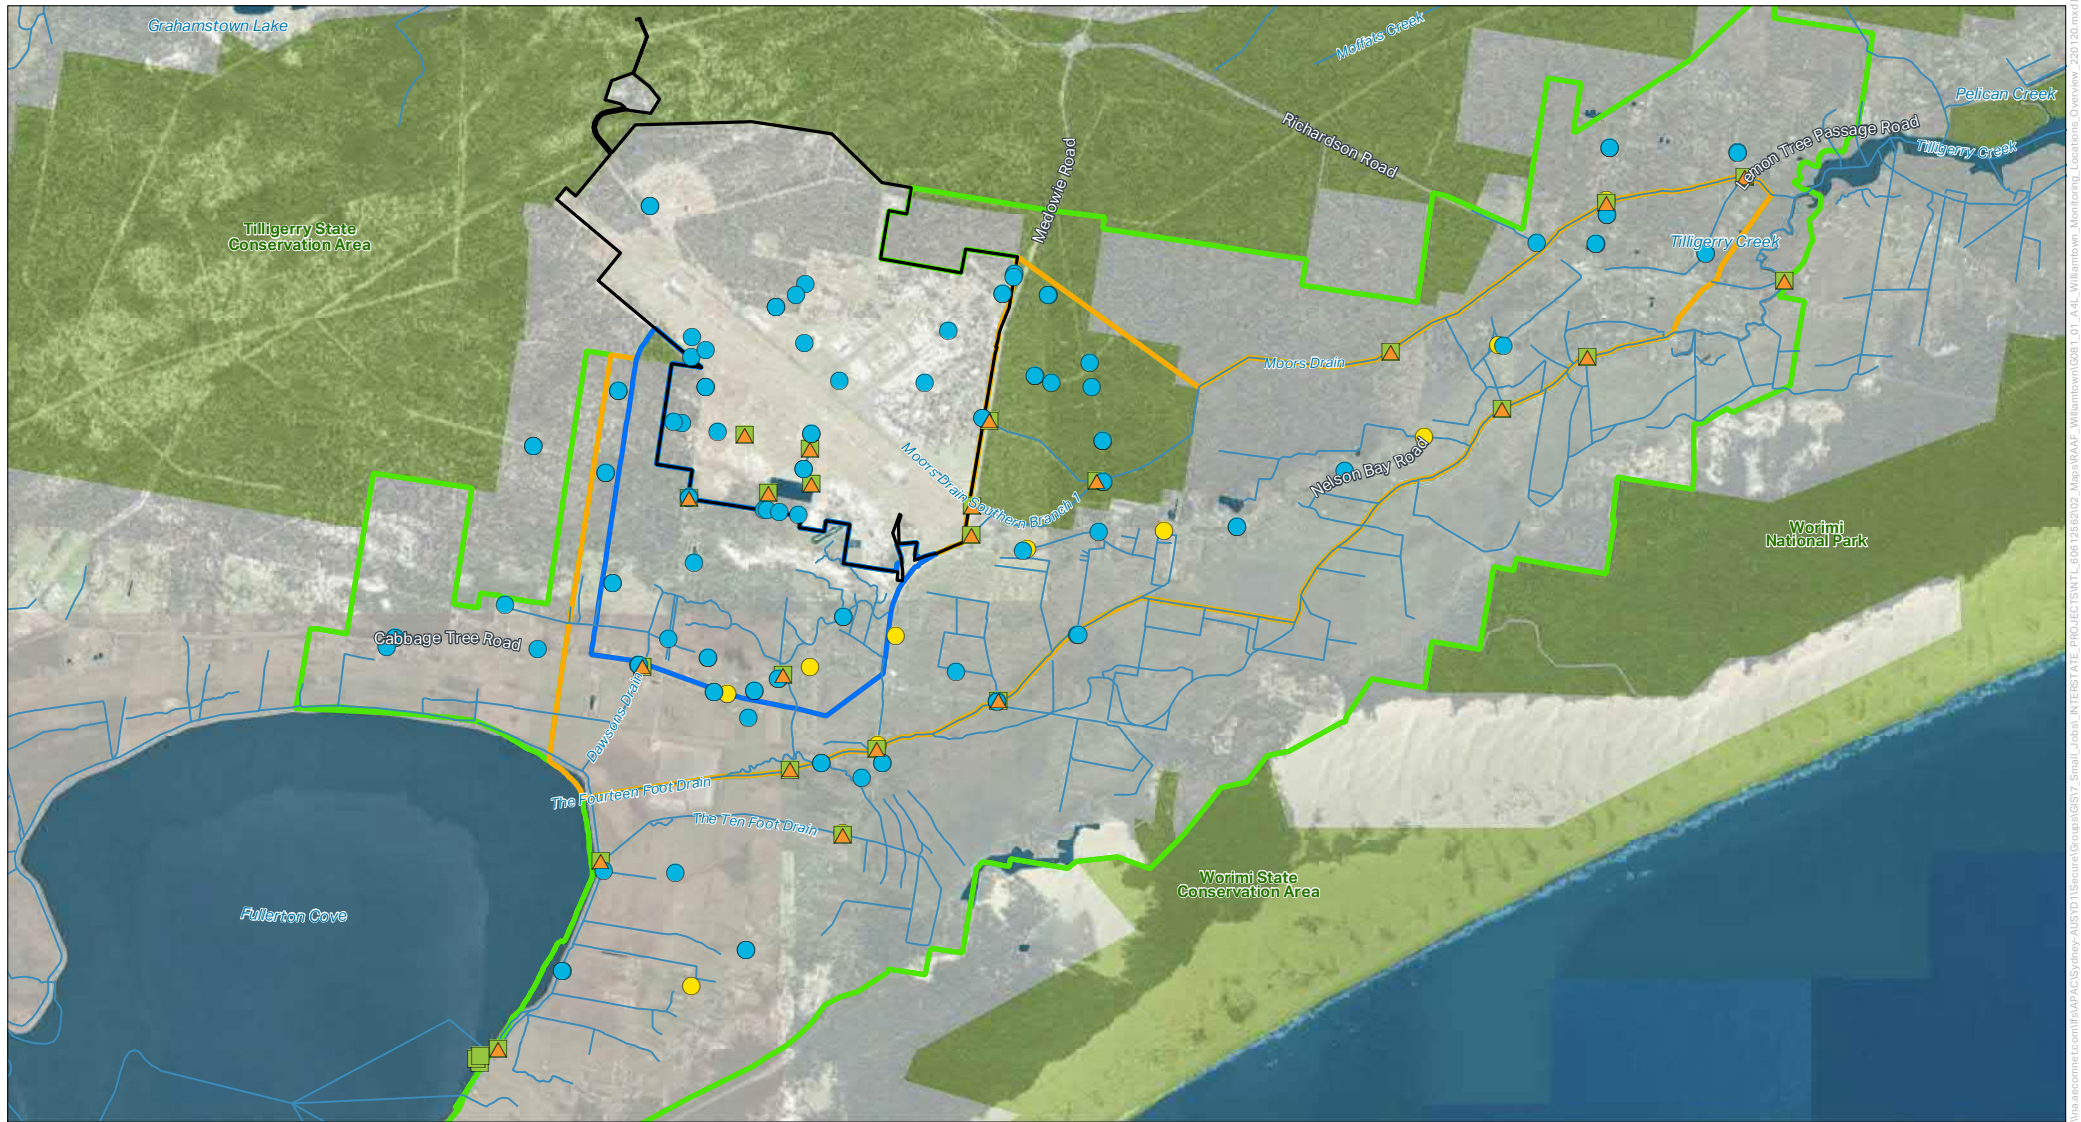 Grahamstown Lake
Moffats Creek
Pelican Creek
Richardson Road
Lemon Tree Passage Road
Tilligerry Creek
Medowie Road
Tilligerry State
Conservation Area
Tilligerry Creek
Moors Drain
Moors Drain Southern Branch 1
Nelson Bay Road
Worimi
National Park
Cabbage Tree Road
Dawsons Drain
The Fourteen Foot Drain
The Ten Foot Drain
Worimi State
Conservation Area
Fullerton Cove